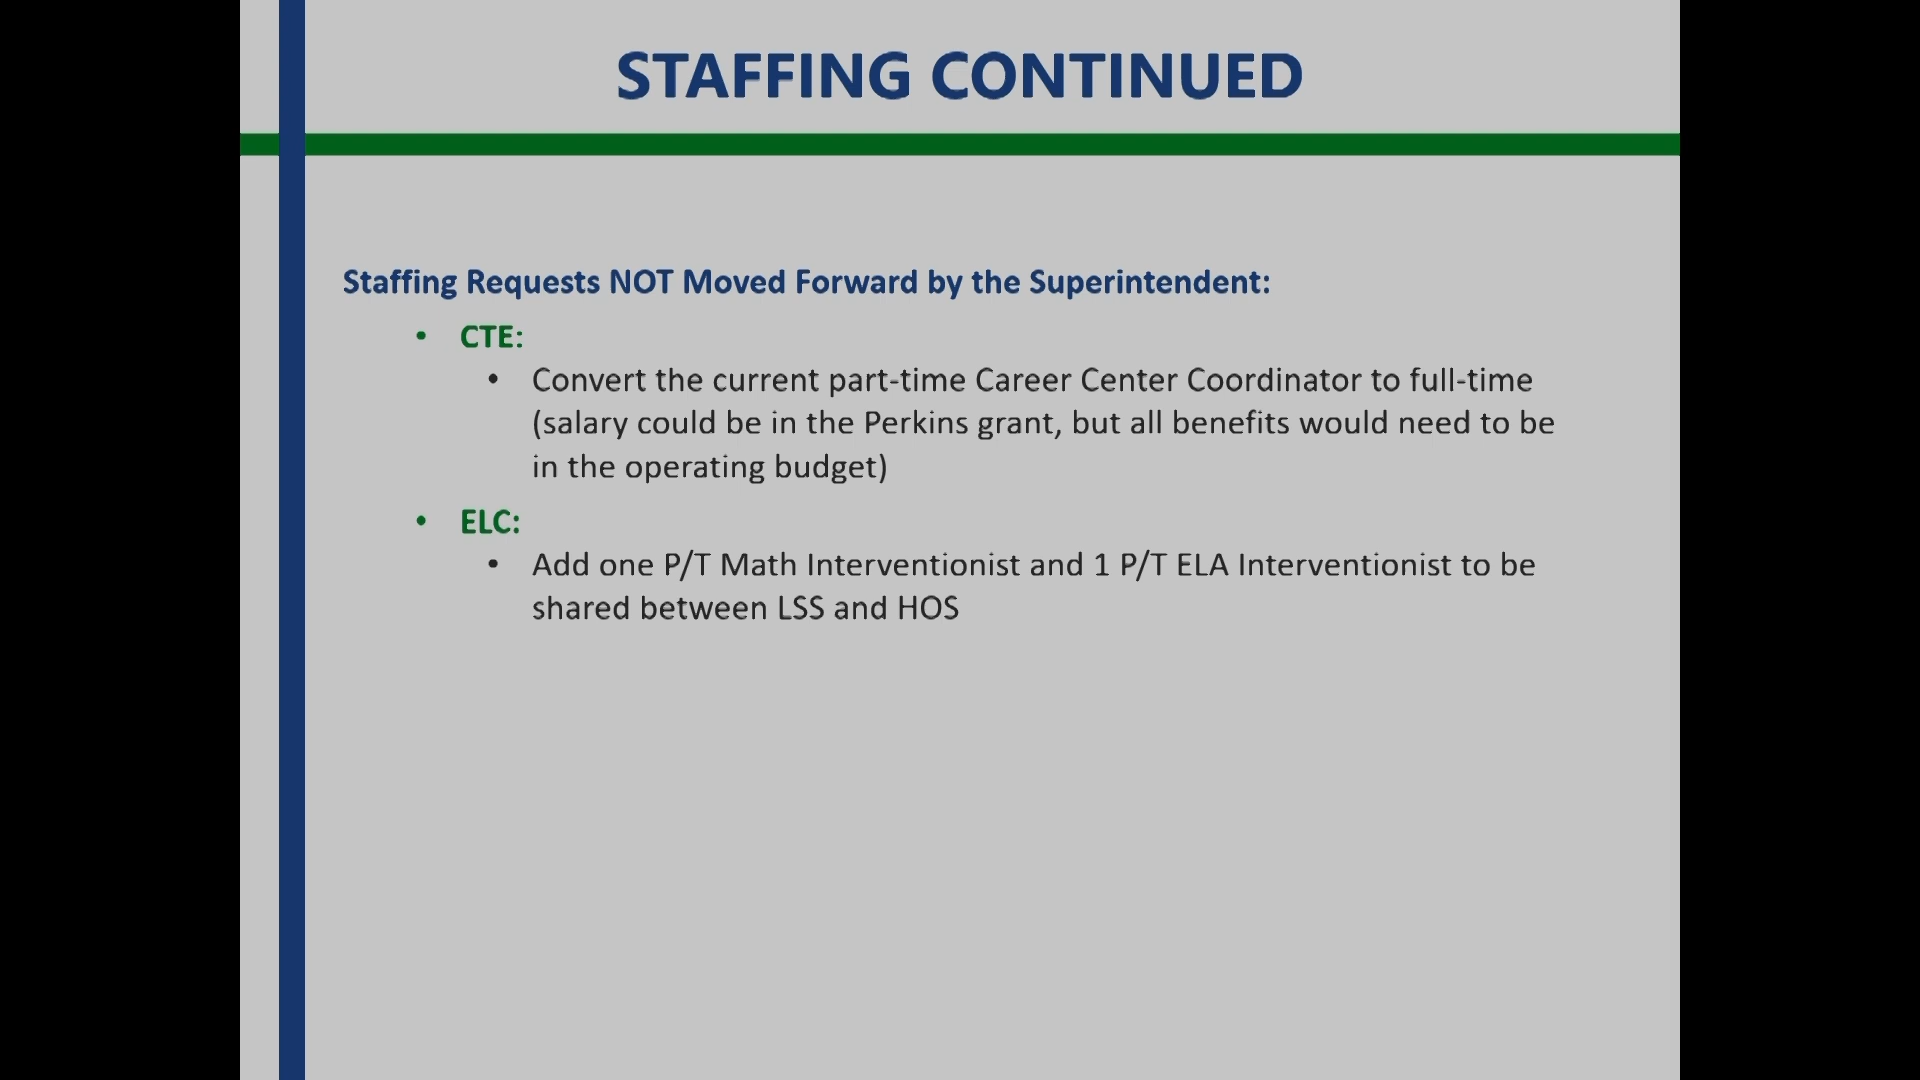 STAFFING CONTINUED
Staffing Requests NOT Moved Forward by the Superintendent:
• CTE:
• Convert the current part-time Career Center Coordinator to full-time
(salary could be in the Perkins grant, but all benefits would need to be
in the operating budget)
• ELC:
• Add one P/T Math Interventionist and 1 P/T ELA Interventionist to be
shared between LSS and HOS